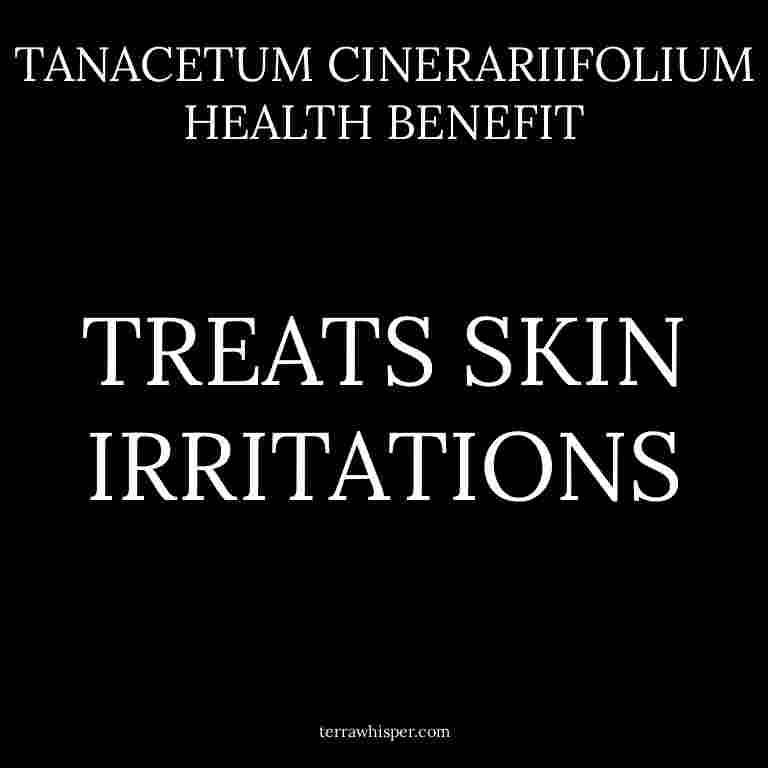 TANACETUM CINERARIIFOLIUM
HEALTH BENEFIT
TREATS SKIN
IRRITATIONS
terrawhisper.com